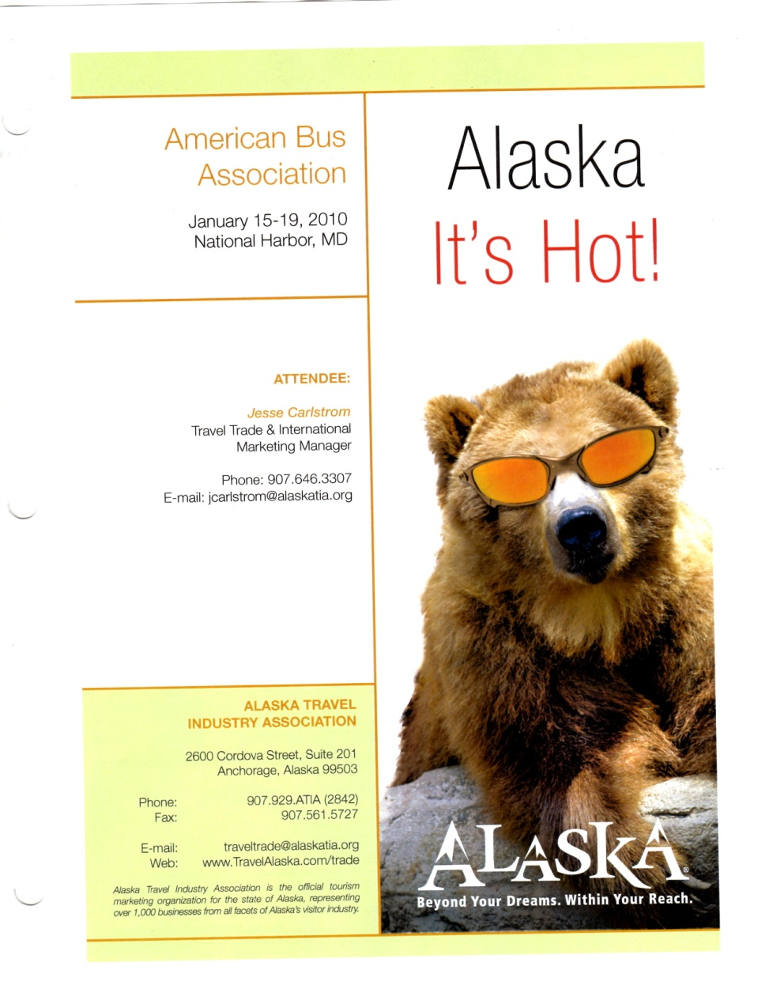 American Bus
Association
January 15-19, 2010
National Harbor, MD
Alaska
It's Hot!
ATTENDEE:
Jesse Carlstrom
Travel Trade & International
Marketing Manager
Phone: 907.646.3307
E-mail: jcarlstrom@alaskatia.org
ALASKA TRAVEL
INDUSTRY ASSOCIATION
2600 Cordova Street, Suite 201
Anchorage, Alaska 99503
Phone: 907.929.ATIA (2842)
Fax: 907.561.5727
E-mail: traveltrade@alaskatia.org
Web: www.TravelAlaska.com/trade
Alaska Travel Industry Association is the official tourism
marketing organization for the state of Alaska, representing
over 1,000 businesses from all facets of Alaska's visitor industry.
ALASKA®
Beyond Your Dreams. Within Your Reach.